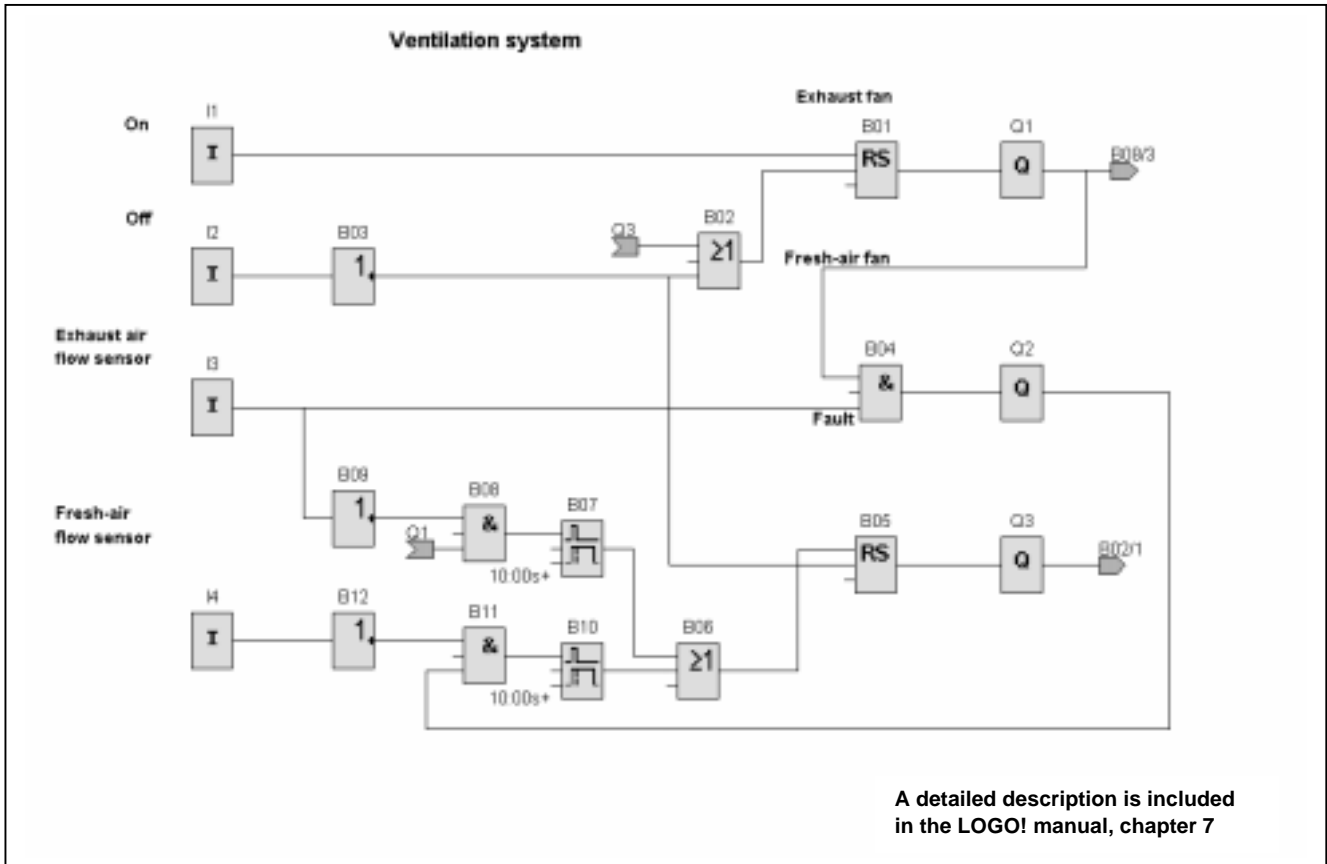 Ventilation system
Exhaust fan
I1
B01
Q1
On
I
RS
Q
B08/3
Off
I2
B03
Q3
B02
I
1
≥1
Fresh-air fan
Exhaust air
flow sensor
I3
B04
Q2
I
&
Q
Fault
Fresh-air
flow sensor
B09
B08
B07
B05
Q3
1
Q1
&
RS
Q
B02/1
10:00s+
I4
B12
B11
B10
B06
I
1
&
≥1
10:00s+
A detailed description is included
in the LOGO! manual, chapter 7